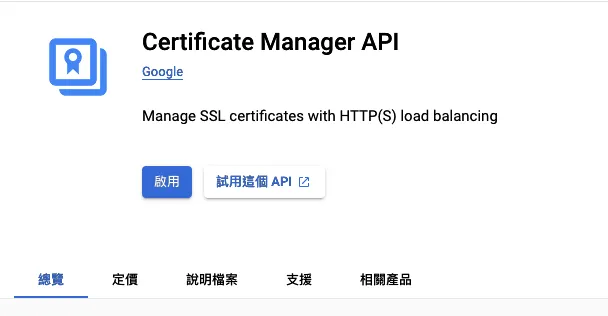 Certificate Manager API
Google
Manage SSL certificates with HTTP(S) load balancing
啟用 試用這個 API
總覽 定價 說明檔案 支援 相關產品